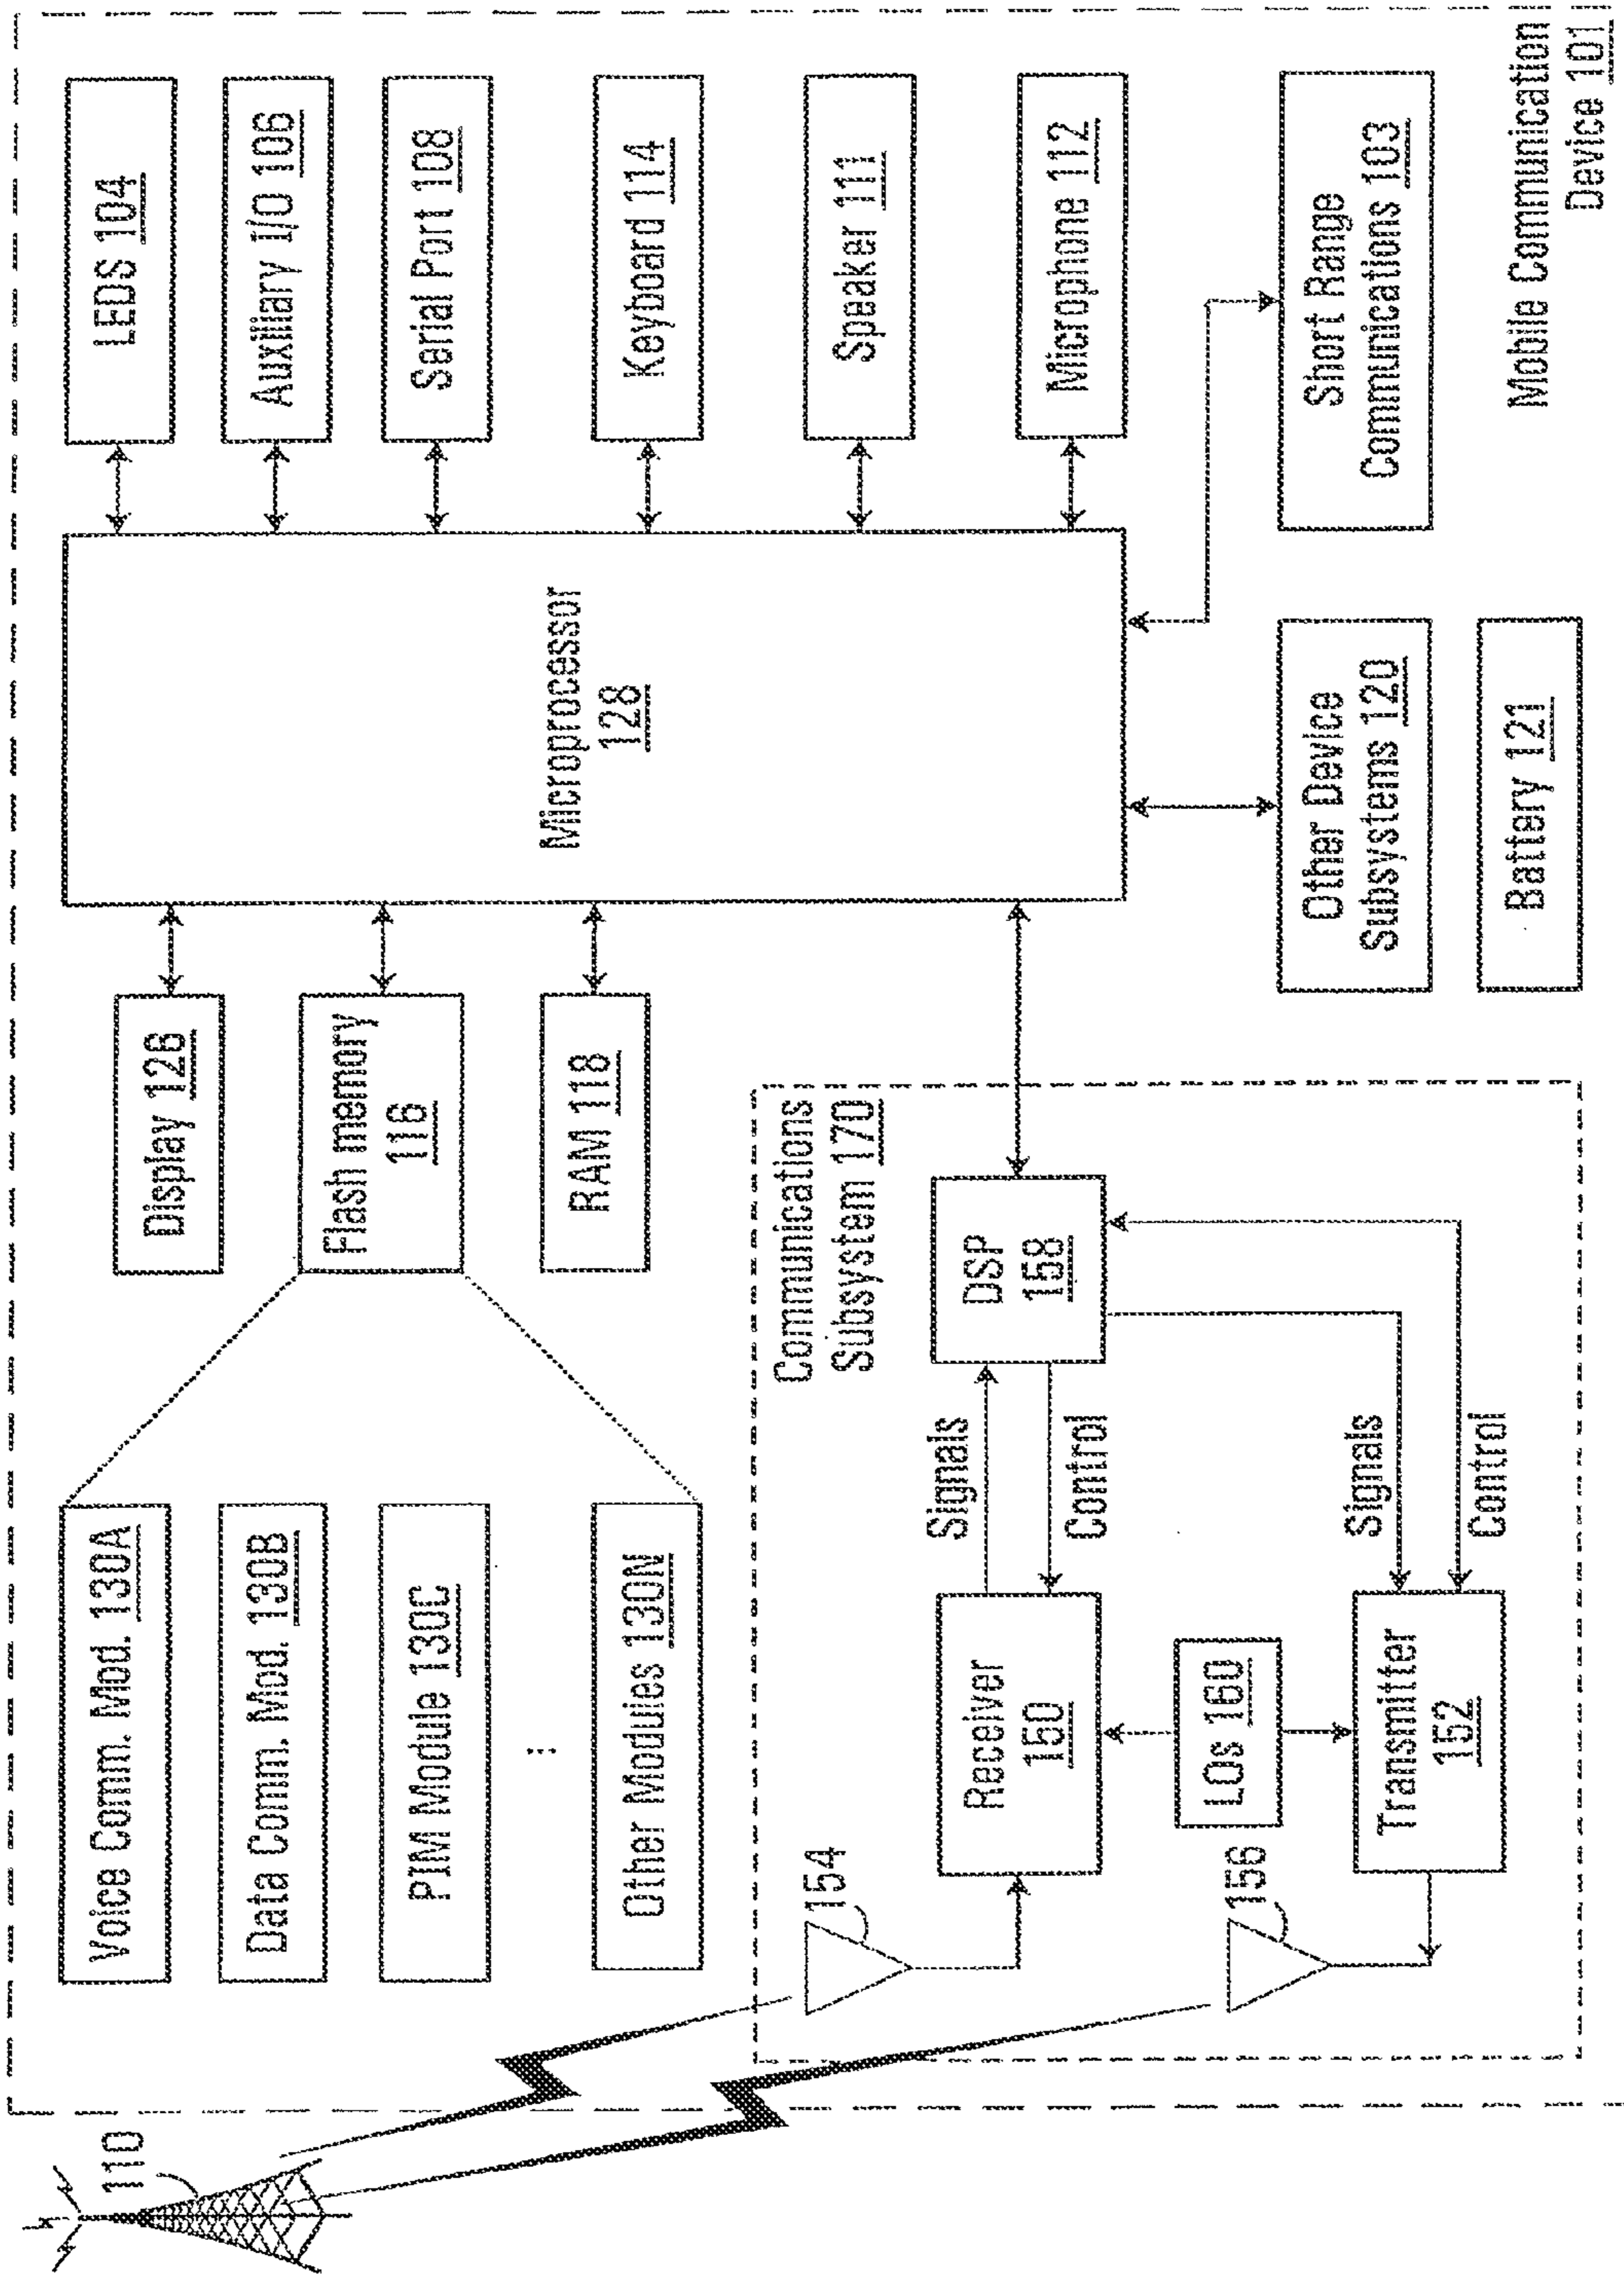 110
Voice Comm. Mod. 130A
Data Comm. Mod. 130B
PIM Module 130C
Other Modules 130N
Display 126
Flash memory
116
RAM 118
Microprocessor
128
LEDS 104
Auxiliary I/O 106
Serial Port 108
Keyboard 114
Speaker 111
Microphone 112
Short Range
Communications 103
Other Device
Subsystems 120
Battery 121
Communications
Subsystem 170
DSP
158
Signals
Control
Receiver
150
154
LOs 160
156
Signals
Control
Transmitter
152
Mobile Communication
Device 101